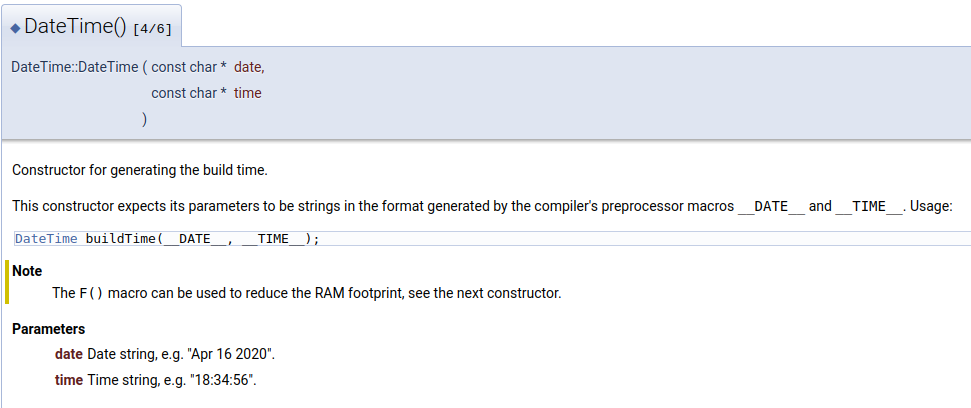 ◆ DateTime() [4/6]
DateTime::DateTime ( const char * date,
const char * time
)
Constructor for generating the build time.
This constructor expects its parameters to be strings in the format generated by the compiler's preprocessor macros __DATE__ and __TIME__. Usage:
DateTime buildTime(__DATE__, __TIME__);
Note
The F() macro can be used to reduce the RAM footprint, see the next constructor.
Parameters
date Date string, e.g. "Apr 16 2020".
time Time string, e.g. "18:34:56".